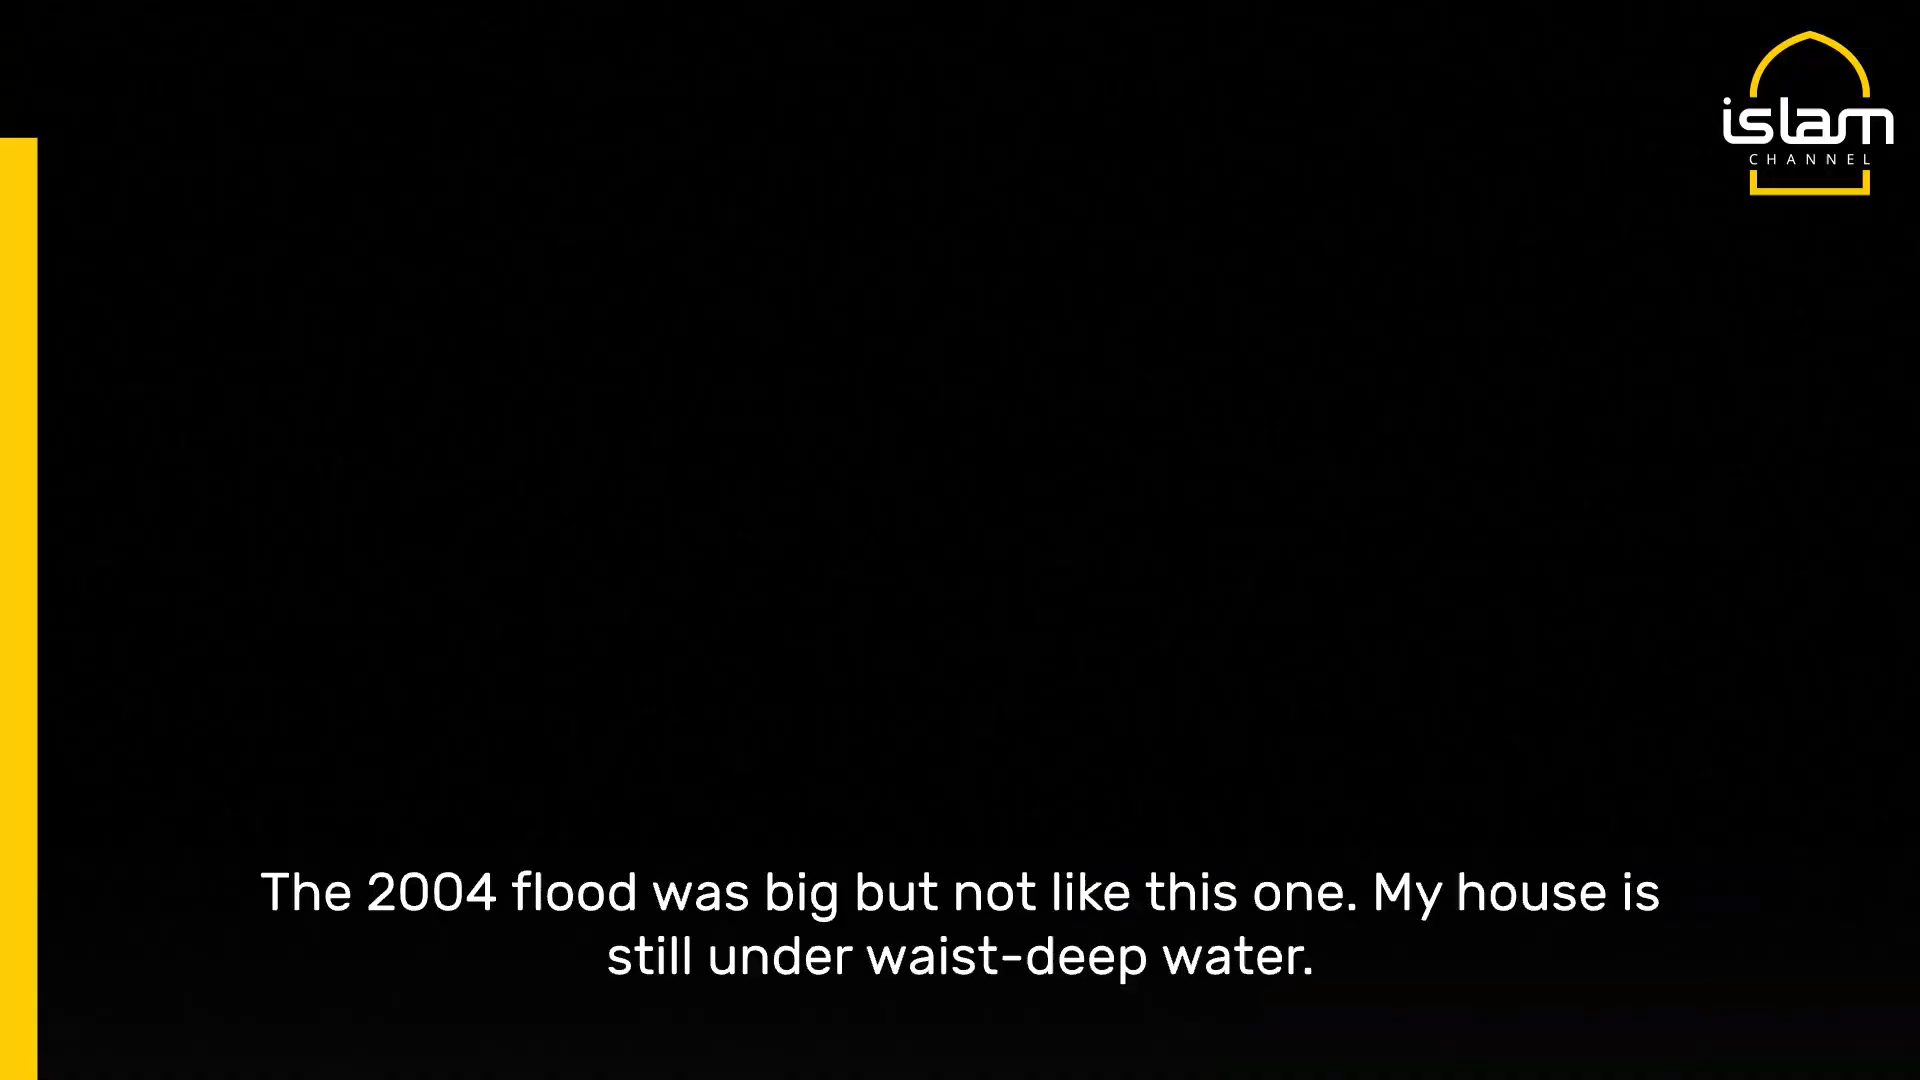 islam
CHANNEL
The 2004 flood was big but not like this one. My house is
still under waist-deep water.